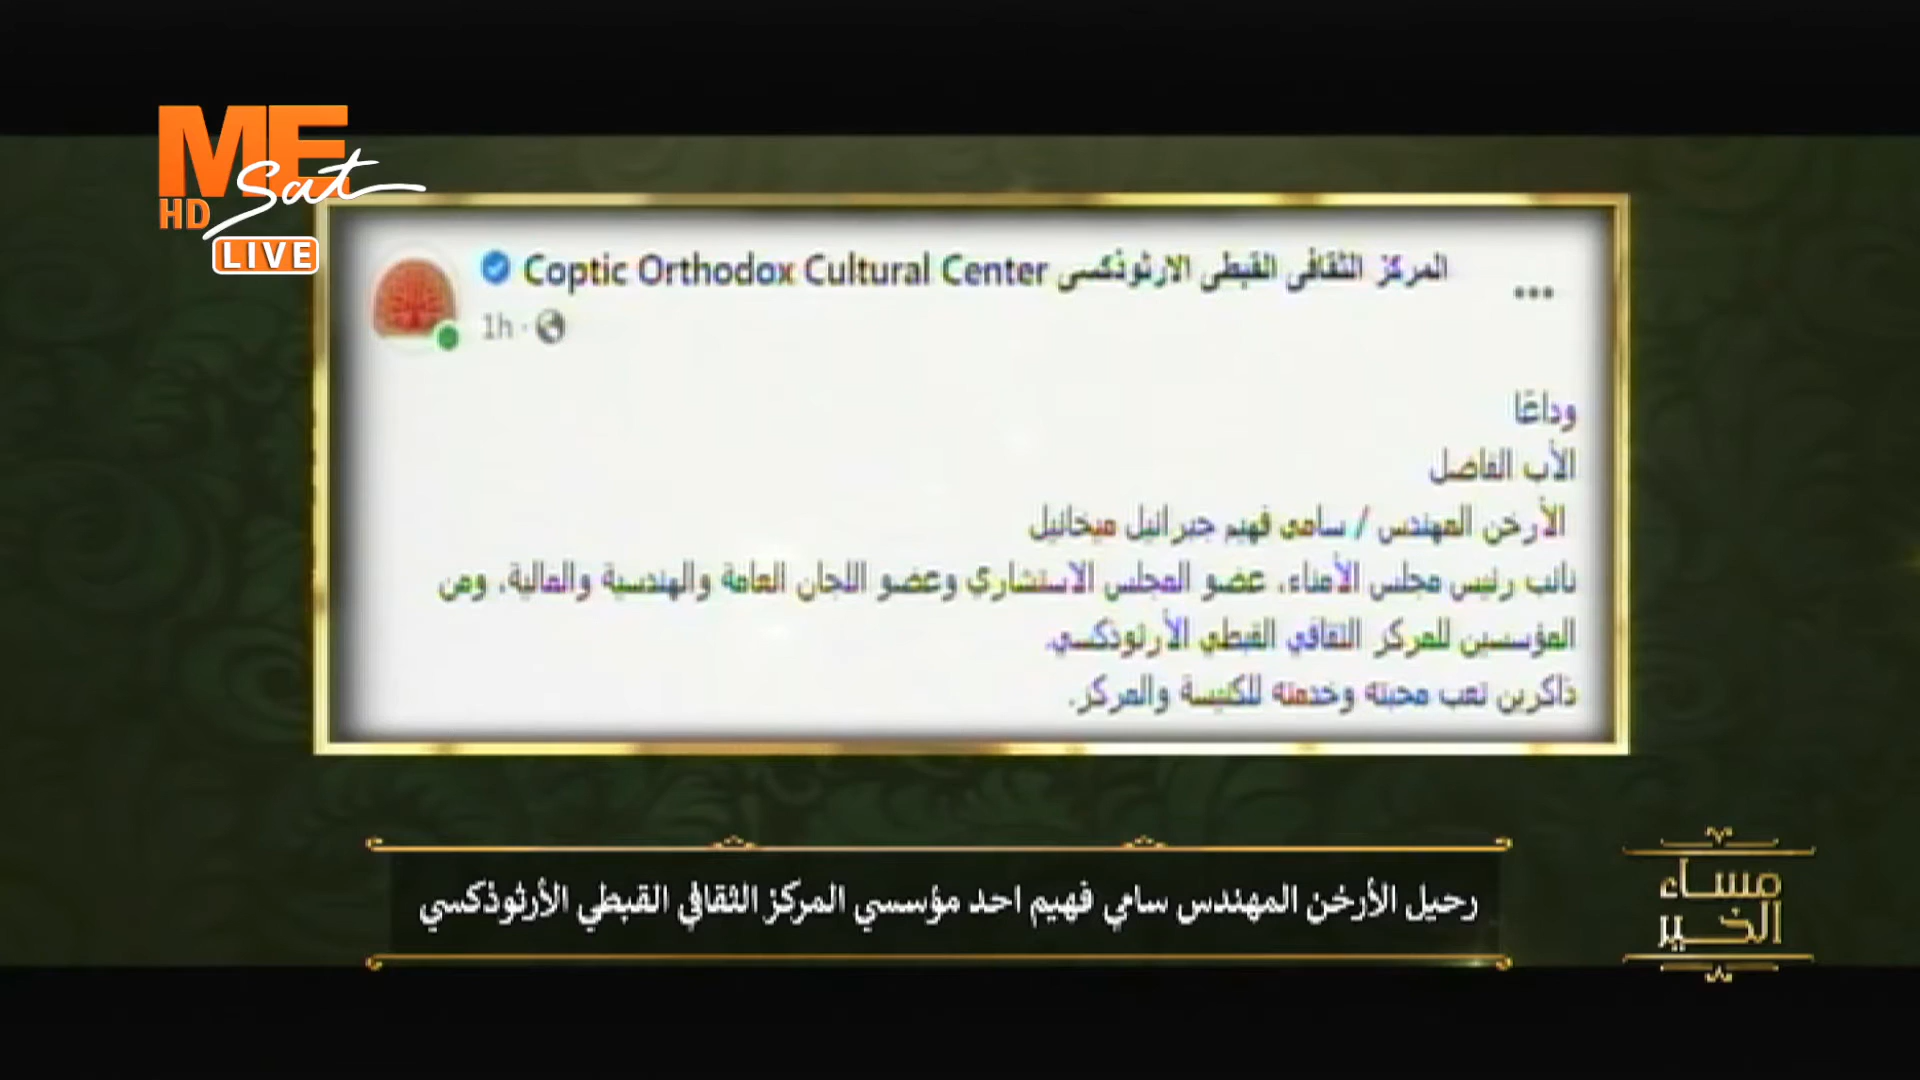 ME
Sat
HD
LIVE
Coptic Orthodox Cultural Center المركز الثقافى القبطى الارثوذكسى
1h
وداعًا
الأب الفاضل
الأرخن المهندس / سامى فهيم جبرائيل ميخائيل
نائب رئيس مجلس الأمناء، عضو المجلس الاستشاري وعضو اللجان العامة والهندسية والمالية، ومن
المؤسسين للمركز الثقافي القبطي الأرثوذكسي.
ذاكرين تعب محبته وخدمته للكنيسة والمركز.
رحيل الأرخن المهندس سامي فهيم احد مؤسسي المركز الثقافي القبطي الأرثوذكسي
مساء
الخير